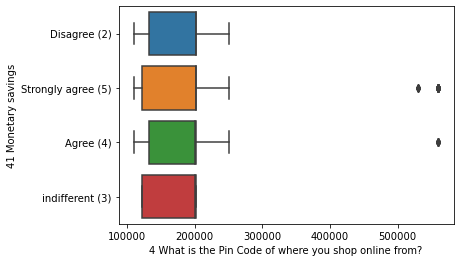 Disagree (2)
Strongly agree (5)
Agree (4)
indifferent (3)
41 Monetary savings
100000 200000 300000 400000 500000
4 What is the Pin Code of where you shop online from?